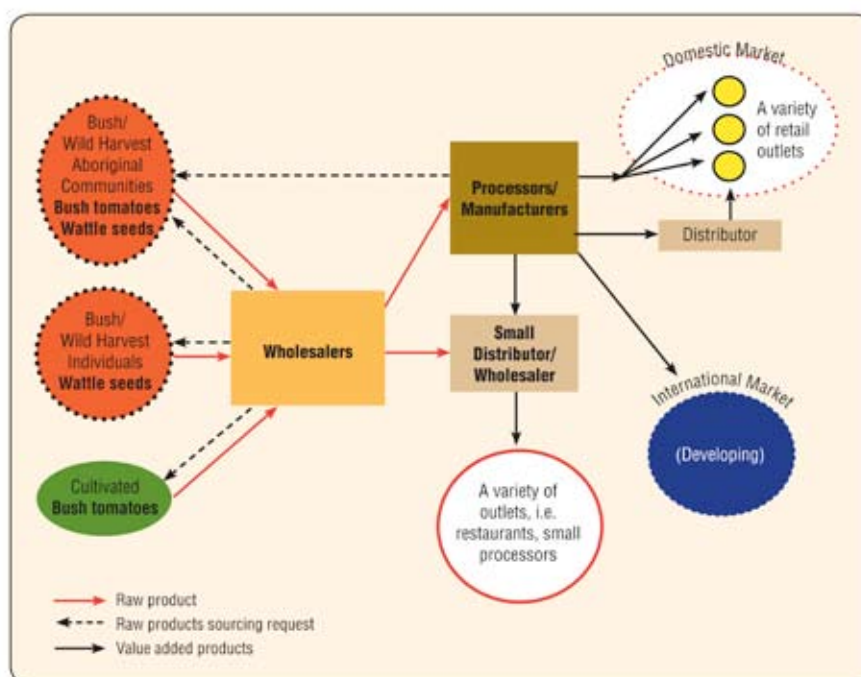 Bush/
Wild Harvest
Aboriginal
Communities
Bush tomatoes
Wattle seeds
Bush/
Wild Harvest
Individuals
Wattle seeds
Cultivated
Bush tomatoes
Wholesalers
Processors/
Manufacturers
Small
Distributor/
Wholesaler
A variety of
outlets, i.e.
restaurants, small
processors
Domestic Market
A variety
of retail
outlets
Distributor
International Market
(Developing)
Raw product
Raw products sourcing request
Value added products